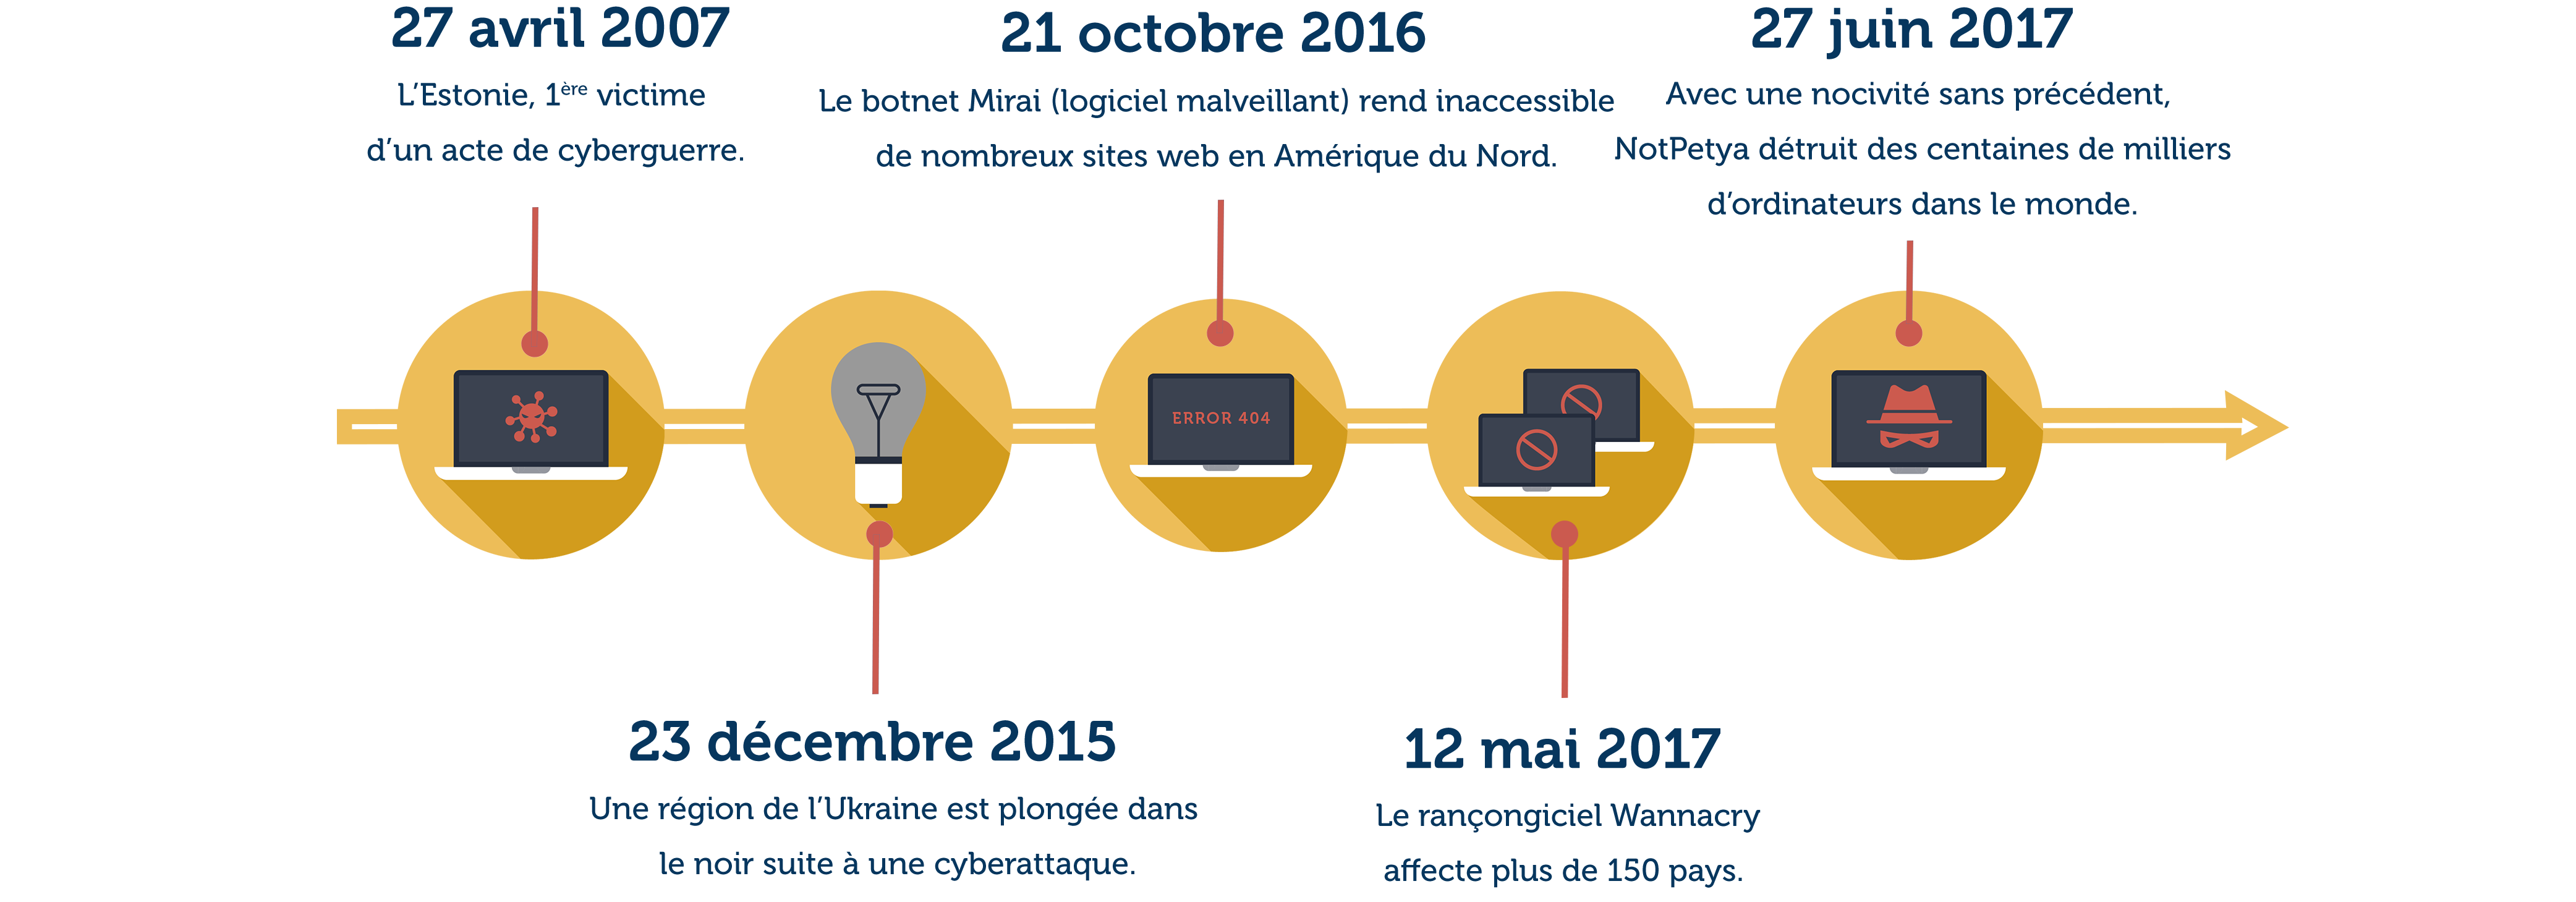 27 avril 2007
L’Estonie, 1ère victime
d’un acte de cyberguerre.
21 octobre 2016
Le botnet Mirai (logiciel malveillant) rend inaccessible
de nombreux sites web en Amérique du Nord.
27 juin 2017
Avec une nocivité sans précédent,
NotPetya détruit des centaines de milliers
d’ordinateurs dans le monde.
ERROR 404
23 décembre 2015
Une région de l’Ukraine est plongée dans
le noir suite à une cyberattaque.
12 mai 2017
Le rançongiciel Wannacry
affecte plus de 150 pays.